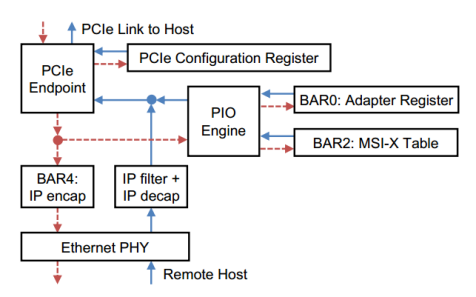 PCIe Link to Host
PCIe
Endpoint
PCIe Configuration Register
PIO
Engine
BAR0: Adapter Register
BAR2: MSI-X Table
BAR4:
IP encap
IP filter +
IP decap
Ethernet PHY
Remote Host